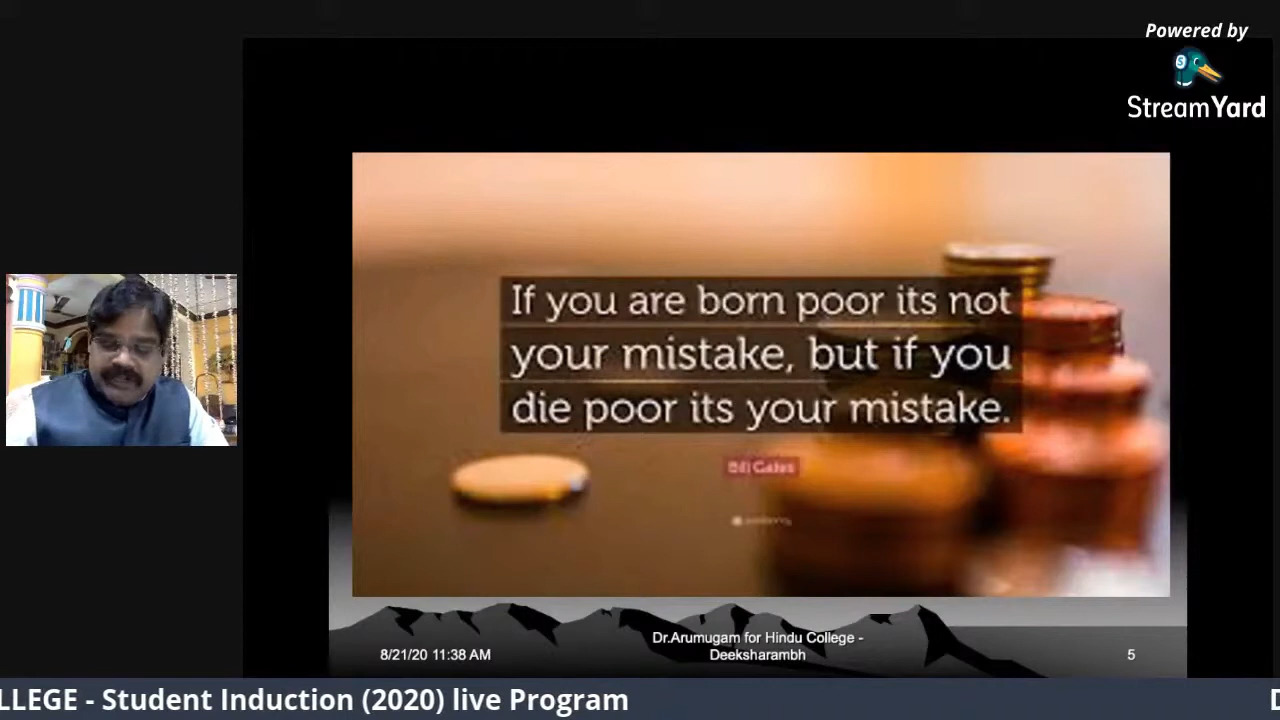 Powered by
StreamYard
If you are born poor its not
your mistake, but if you
die poor its your mistake.
Bill Gates
8/21/20 11:38 AM
Dr.Arumugam for Hindu College -
Deeksharambh
5
LLEGE - Student Induction (2020) live Program